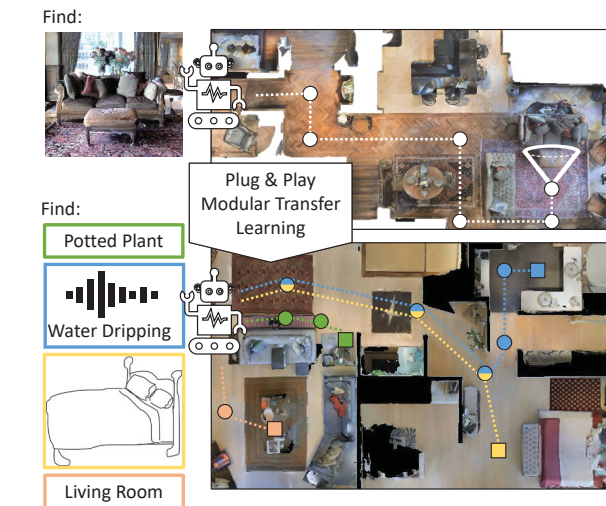 Find:
Plug & Play
Modular Transfer
Learning
Find:
Potted Plant
Water Dripping
Living Room